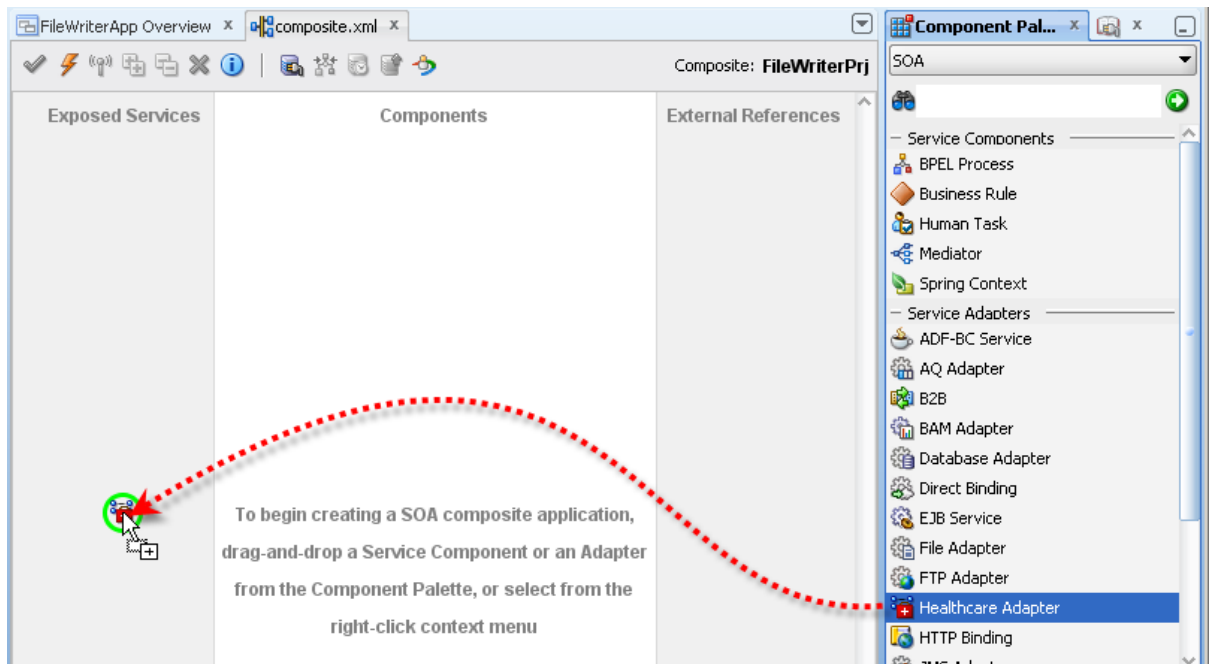 FileWriterApp Overview x composite.xml x
Composite: FileWriterPrj
Exposed Services
Components
External References
To begin creating a SOA composite application,
drag-and-drop a Service Component or an Adapter
from the Component Palette, or select from the
right-click context menu
Component Pal... x x
SOA
Service Components
BPEL Process
Business Rule
Human Task
Mediator
Spring Context
Service Adapters
ADF-BC Service
AQ Adapter
B2B
BAM Adapter
Database Adapter
Direct Binding
EJB Service
File Adapter
FTP Adapter
Healthcare Adapter
HTTP Binding